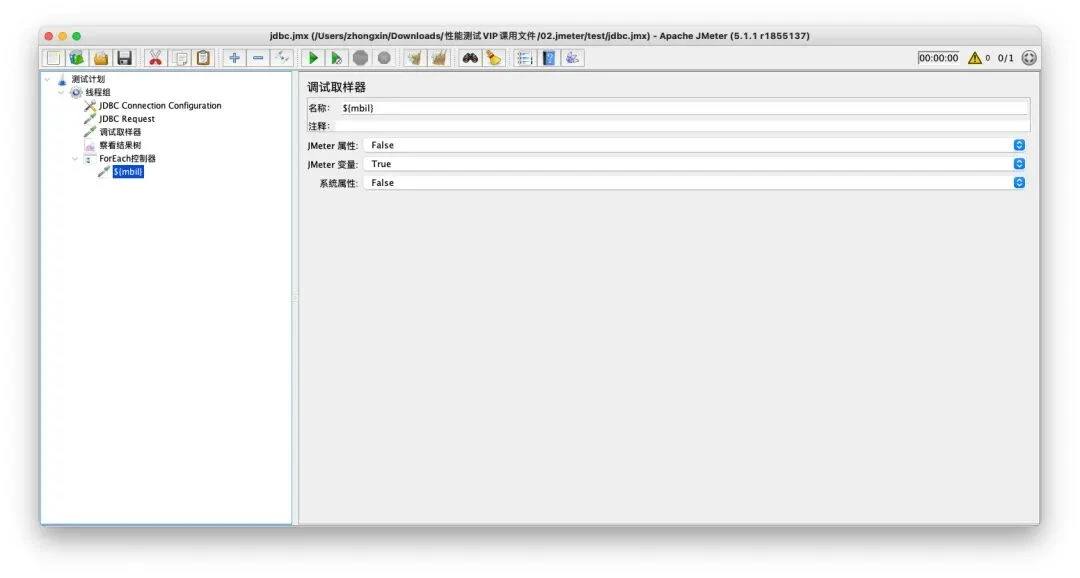 jdbc.jmx (/Users/zhongxin/Downloads/性能测试VIP课用文件/02.jmeter/test/jdbc.jmx) - Apache JMeter (5.1.1 r1855137)
00:00:00 0 0/1
测试计划
线程组
JDBC Connection Configuration
JDBC Request
调试取样器
察看结果树
ForEach控制器
${mbil}
调试取样器
名称: ${mbil}
注释:
JMeter 属性: False
JMeter 变量: True
系统属性: False